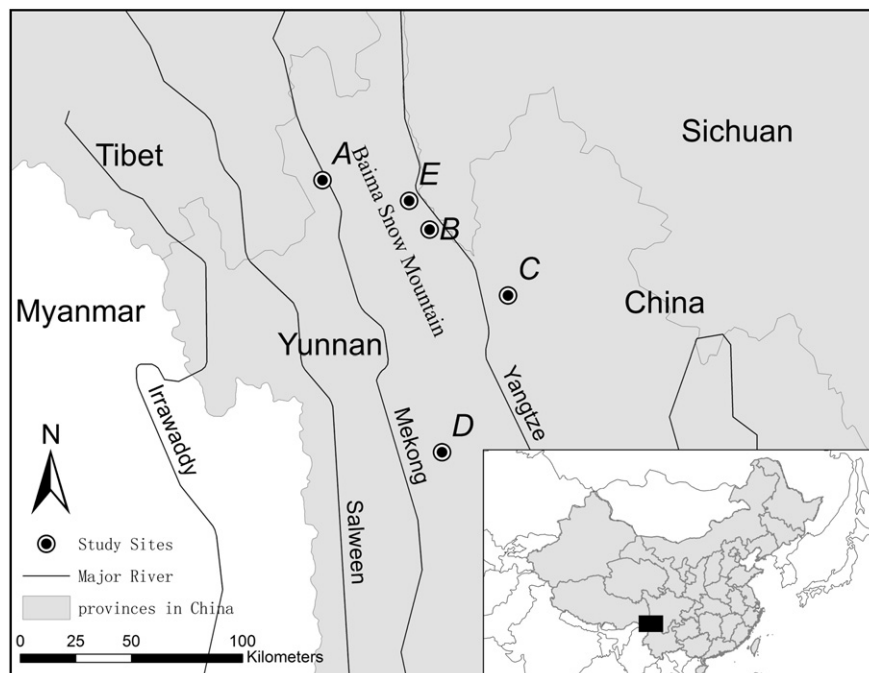 Sichuan
Tibet
A
E
B
Baima Snow Mountain
C
Myanmar
China
Yunnan
Irrawaddy
Mekong
Yangtze
D
Salween
N
Study Sites
Major River
provinces in China
0 25 50 100
Kilometers